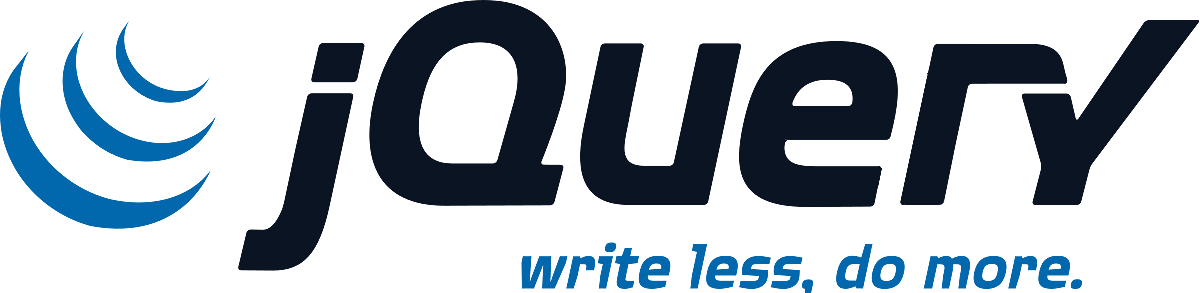 jQuery
write less, do more.